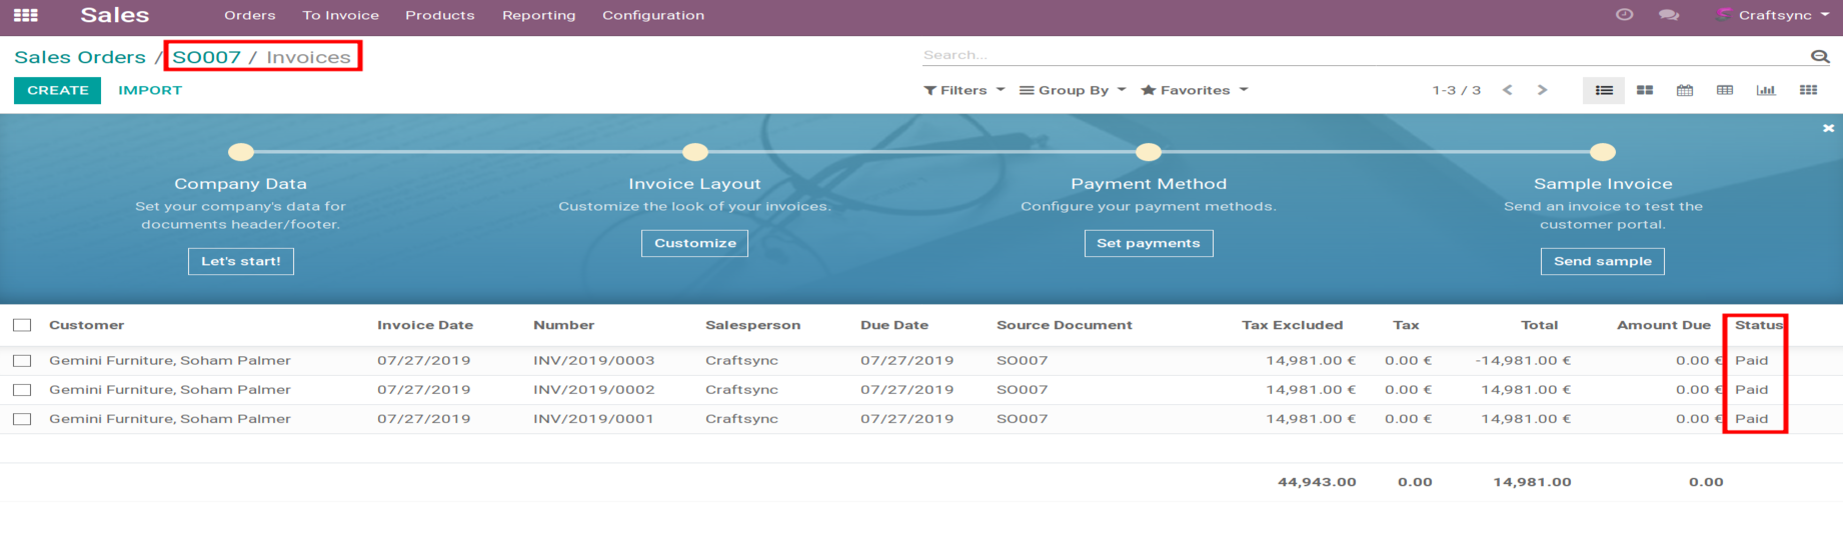 Sales Orders To Invoice Products Reporting Configuration Craftsync
Sales Orders / SO007 / Invoices Search...
CREATE IMPORT Filters Group By Favorites 1-3 / 3
Company Data Invoice Layout Payment Method Sample Invoice
Set your company's data for Customize the look of your invoices. Configure your payment methods. Send an invoice to test the
documents header/footer. customer portal.
Let's start! Customize Set payments Send sample
Customer Invoice Date Number Salesperson Due Date Source Document Tax Excluded Tax Total Amount Due Status
Gemini Furniture, Soham Palmer 07/27/2019 INV/2019/0003 Craftsync 07/27/2019 SO007 14,981.00 € 0.00 € -14,981.00 € 0.00 € Paid
Gemini Furniture, Soham Palmer 07/27/2019 INV/2019/0002 Craftsync 07/27/2019 SO007 14,981.00 € 0.00 € 14,981.00 € 0.00 € Paid
Gemini Furniture, Soham Palmer 07/27/2019 INV/2019/0001 Craftsync 07/27/2019 SO007 14,981.00 € 0.00 € 14,981.00 € 0.00 € Paid
44,943.00 0.00 14,981.00 0.00